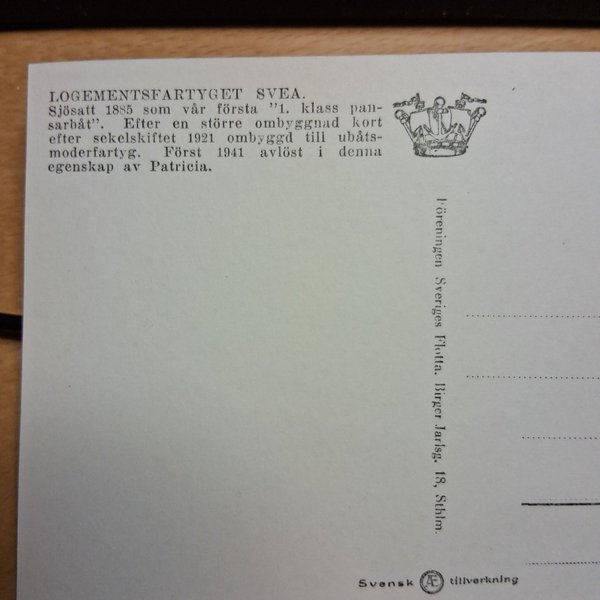 LOGEMENTSFARTYGET SVEA.
Sjösatt 1885 som vår första "1. klass pan-
sarbåt". Efter en större ombyggnad kort
efter sekelskiftet 1921 ombyggd till ubåts-
moderfartyg. Först 1941 avlöst i denna
egenskap av Patricia.
Föreningen Sveriges Flotta. Birger Jarlsg. 18, Sthlm.
Svensk Æ tillverkning